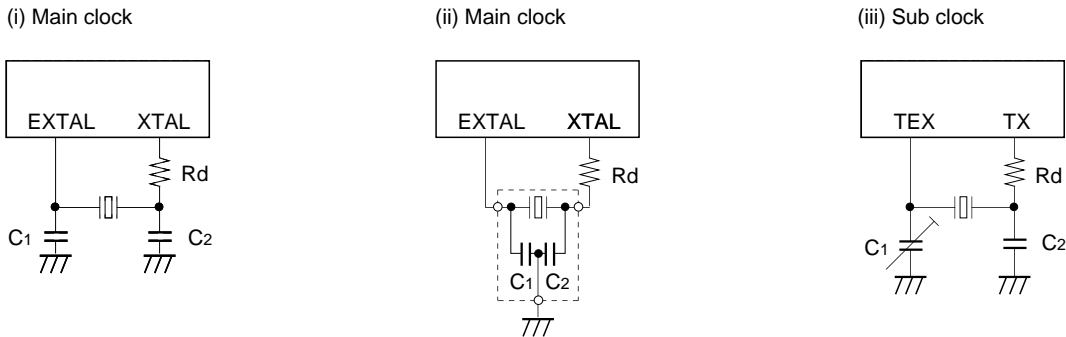 (i) Main clock
EXTAL XTAL
Rd
C1 C2
(ii) Main clock
EXTAL XTAL
Rd
C1 C2
(iii) Sub clock
TEX TX
Rd
C1 C2